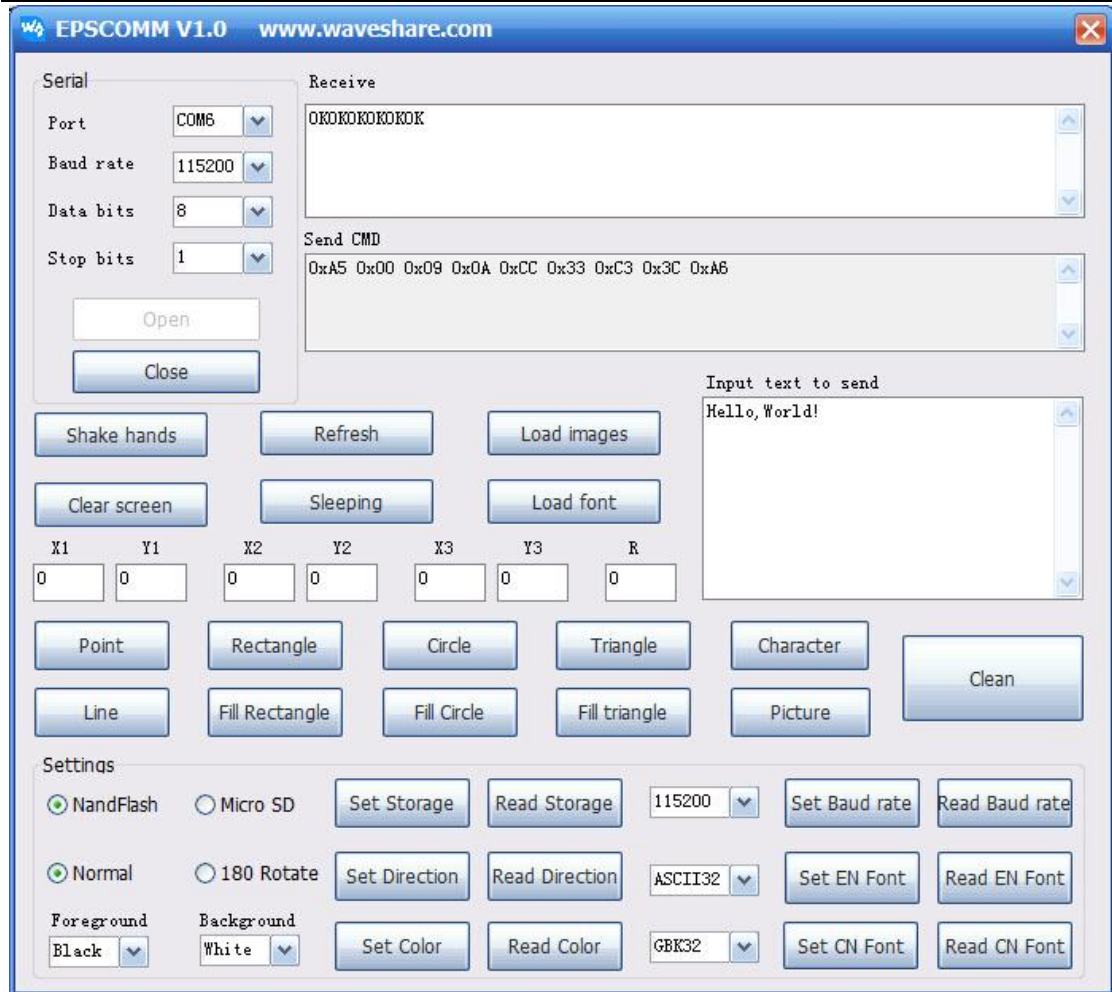 EPSCOMM V1.0 www.waveshare.com
Serial
Port COM6
Baud rate 115200
Data bits 8
Stop bits 1
Open
Close
Receive
OKOKOKOKOKOK
Send CMD
0xA5 0x00 0x09 0x0A 0xCC 0x33 0xC3 0x3C 0xA6
Input text to send
Hello,World!
Shake hands Refresh Load images
Clear screen Sleeping Load font
X1 Y1 X2 Y2 X3 Y3 R
0 0 0 0 0 0 0
Point Rectangle Circle Triangle Character
Clean
Line Fill Rectangle Fill Circle Fill triangle Picture
Settings
NandFlash Micro SD Set Storage Read Storage 115200 Set Baud rate Read Baud rate
Normal 180 Rotate Set Direction Read Direction ASCII32 Set EN Font Read EN Font
Foreground Background
Black White Set Color Read Color GBK32 Set CN Font Read CN Font